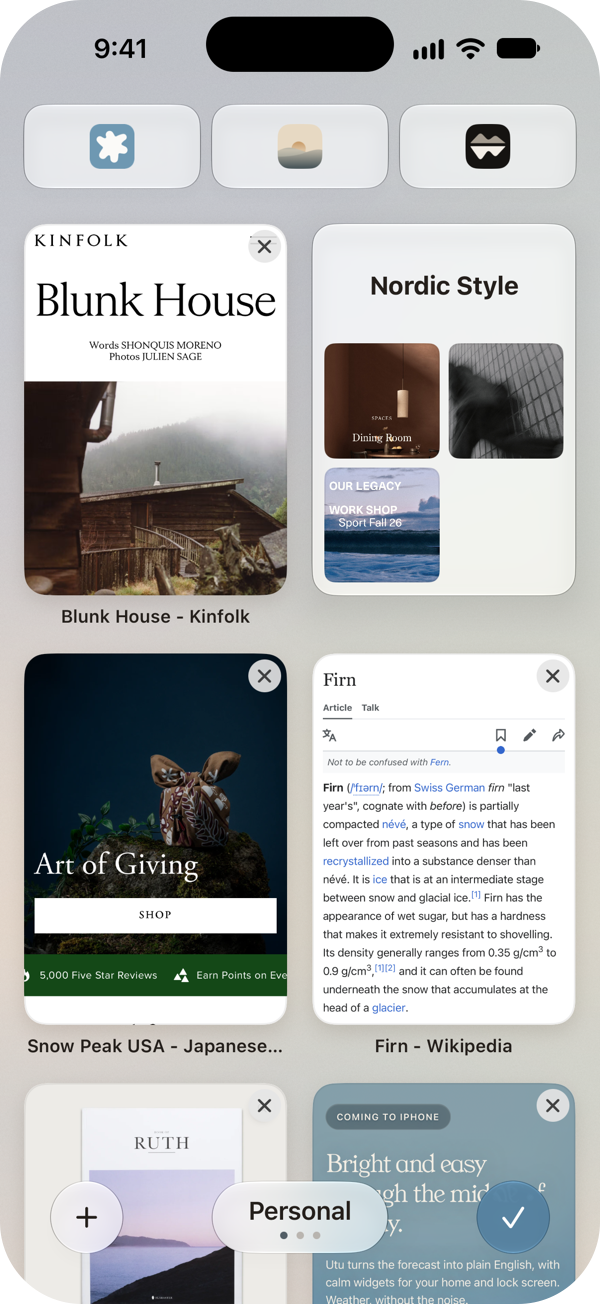 9:41
KINFOLK
Blunk House
Words SHONQUIS MORENO
Photos JULIEN SAGE
Blunk House - Kinfolk
Nordic Style
SPACES
Dining Room
OUR LEGACY
WORK SHOP
Sport Fall 26
Art of Giving
SHOP
5,000 Five Star Reviews
Earn Points on Eve
Snow Peak USA - Japanese...
Firn
Article Talk
Not to be confused with Fern.
Firn (/ˈfɪərn/; from Swiss German firn "last
year's", cognate with before) is partially
compacted névé, a type of snow that has been
left over from past seasons and has been
recrystallized into a substance denser than
névé. It is ice that is at an intermediate stage
between snow and glacial ice.[1] Firn has the
appearance of wet sugar, but has a hardness
that makes it extremely resistant to shovelling.
Its density generally ranges from 0.35 g/cm³ to
0.9 g/cm³,[1][2] and it can often be found
underneath the snow that accumulates at the
head of a glacier.
Firn - Wikipedia
RUTH
COMING TO IPHONE
Bright and easy
the of
Utu turns the forecast into plain English, with
calm widgets for your home and lock screen.
Weather, without the noise.
Personal